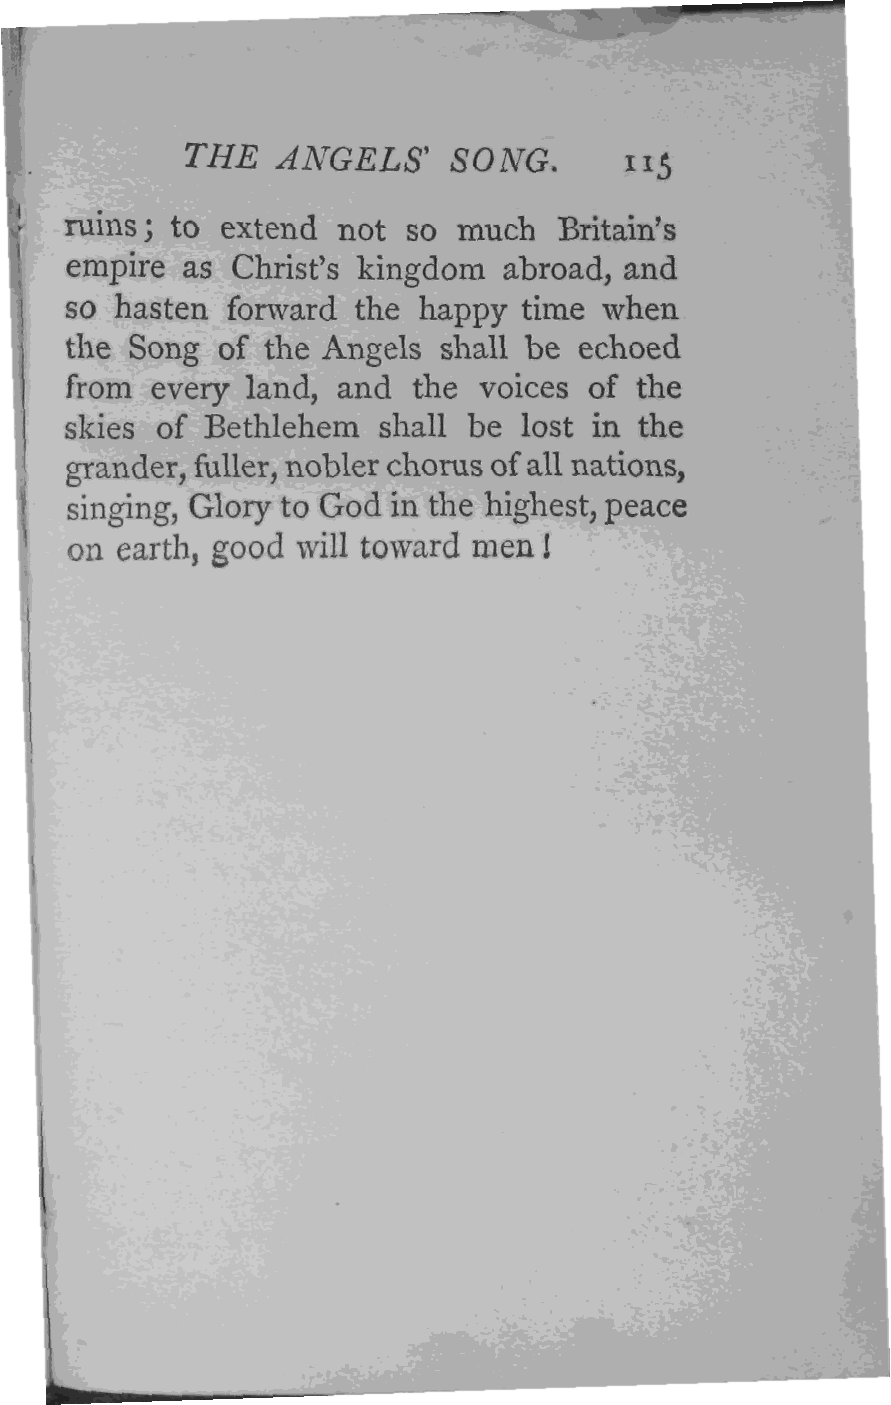 THE ANGELS' SONG. 115
ruins; to extend not so much Britain's
empire as Christ's kingdom abroad, and
so hasten forward the happy time when
the Song of the Angels shall be echoed
from every land, and the voices of the
skies of Bethlehem shall be lost in the
grander, fuller, nobler chorus of all nations,
singing, Glory to God in the highest, peace
on earth, good will toward men!